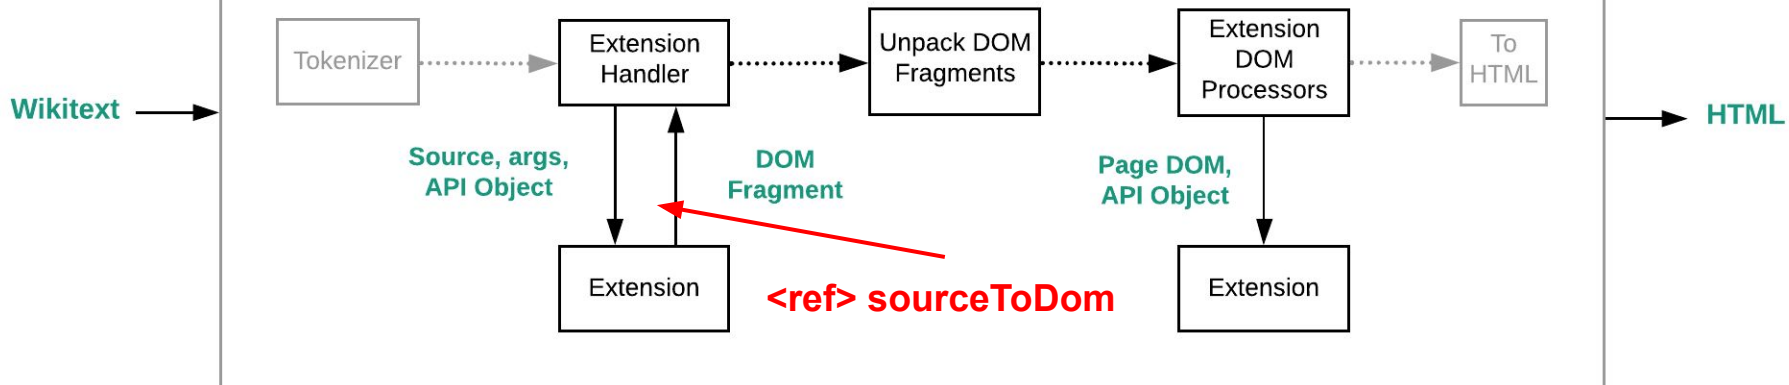 Wikitext
Tokenizer
Extension
Handler
Unpack DOM
Fragments
Extension
DOM
Processors
To
HTML
HTML
Source, args,
API Object
DOM
Fragment
Page DOM,
API Object
Extension
<ref> sourceToDom
Extension